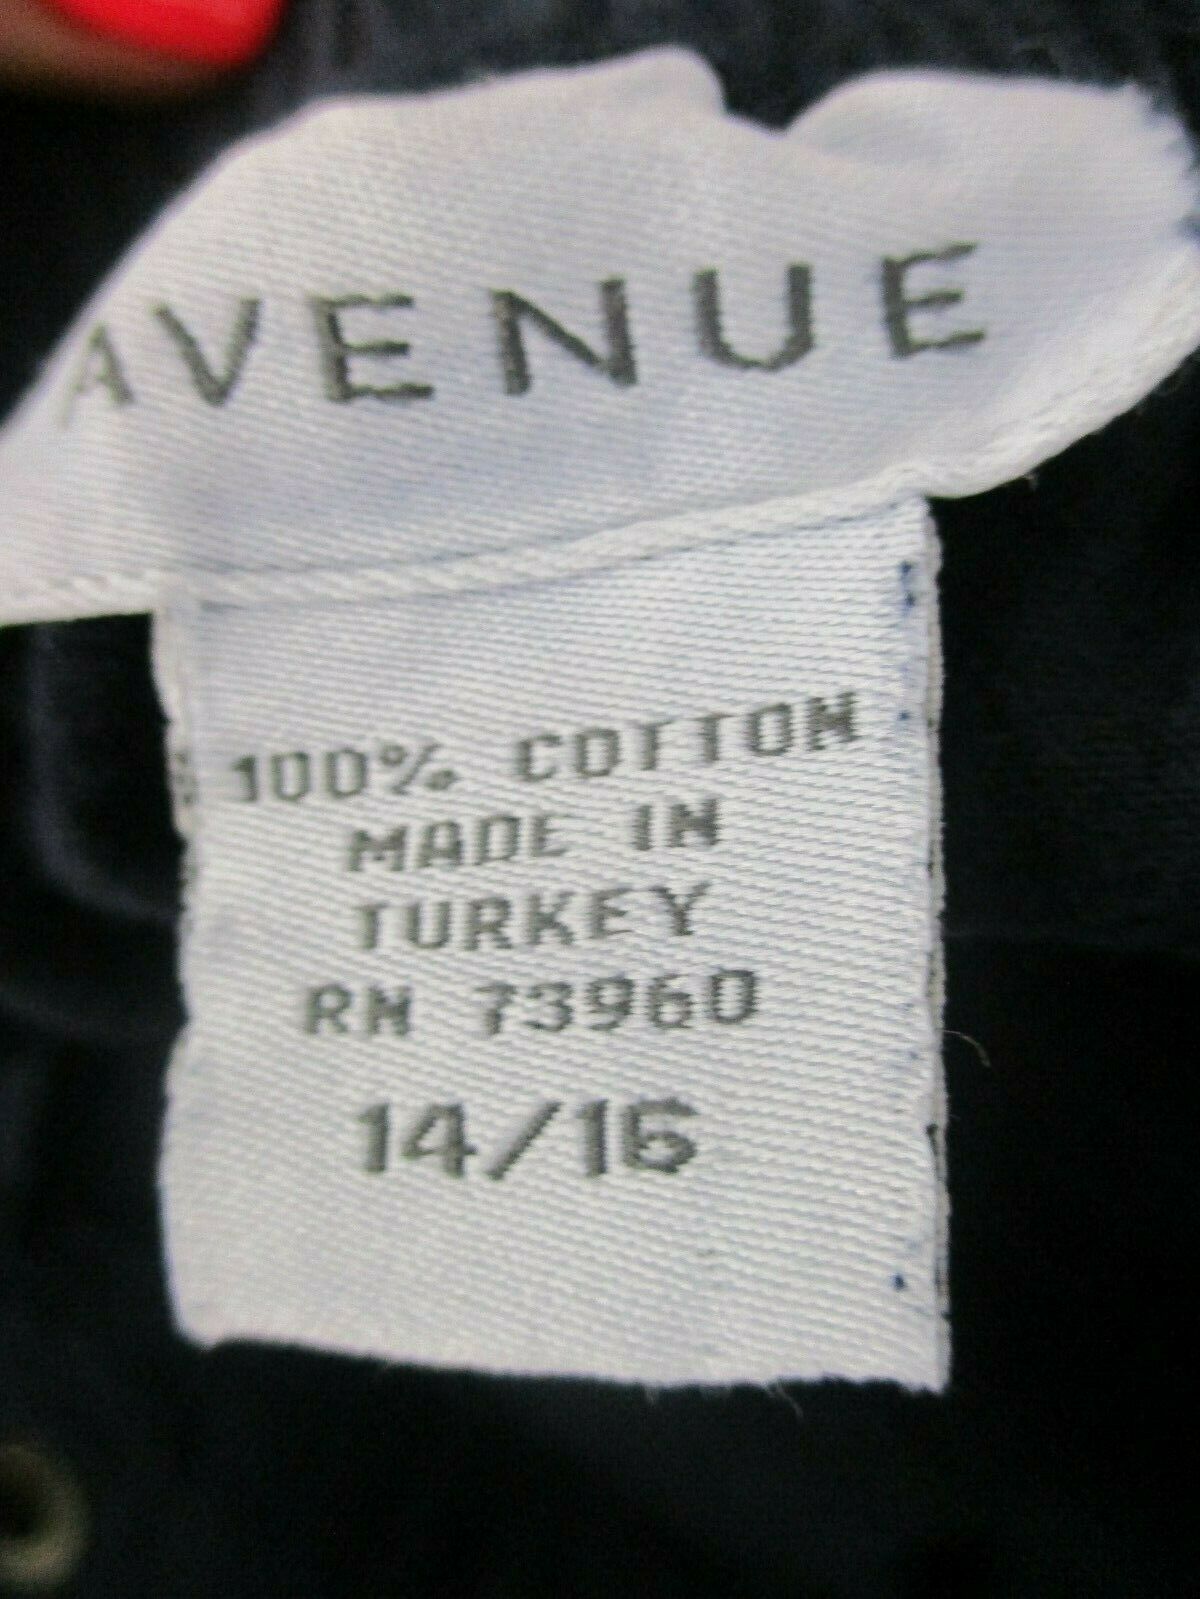 AVENUE
100% COTTON
MADE IN
TURKEY
RN 73960
14/16